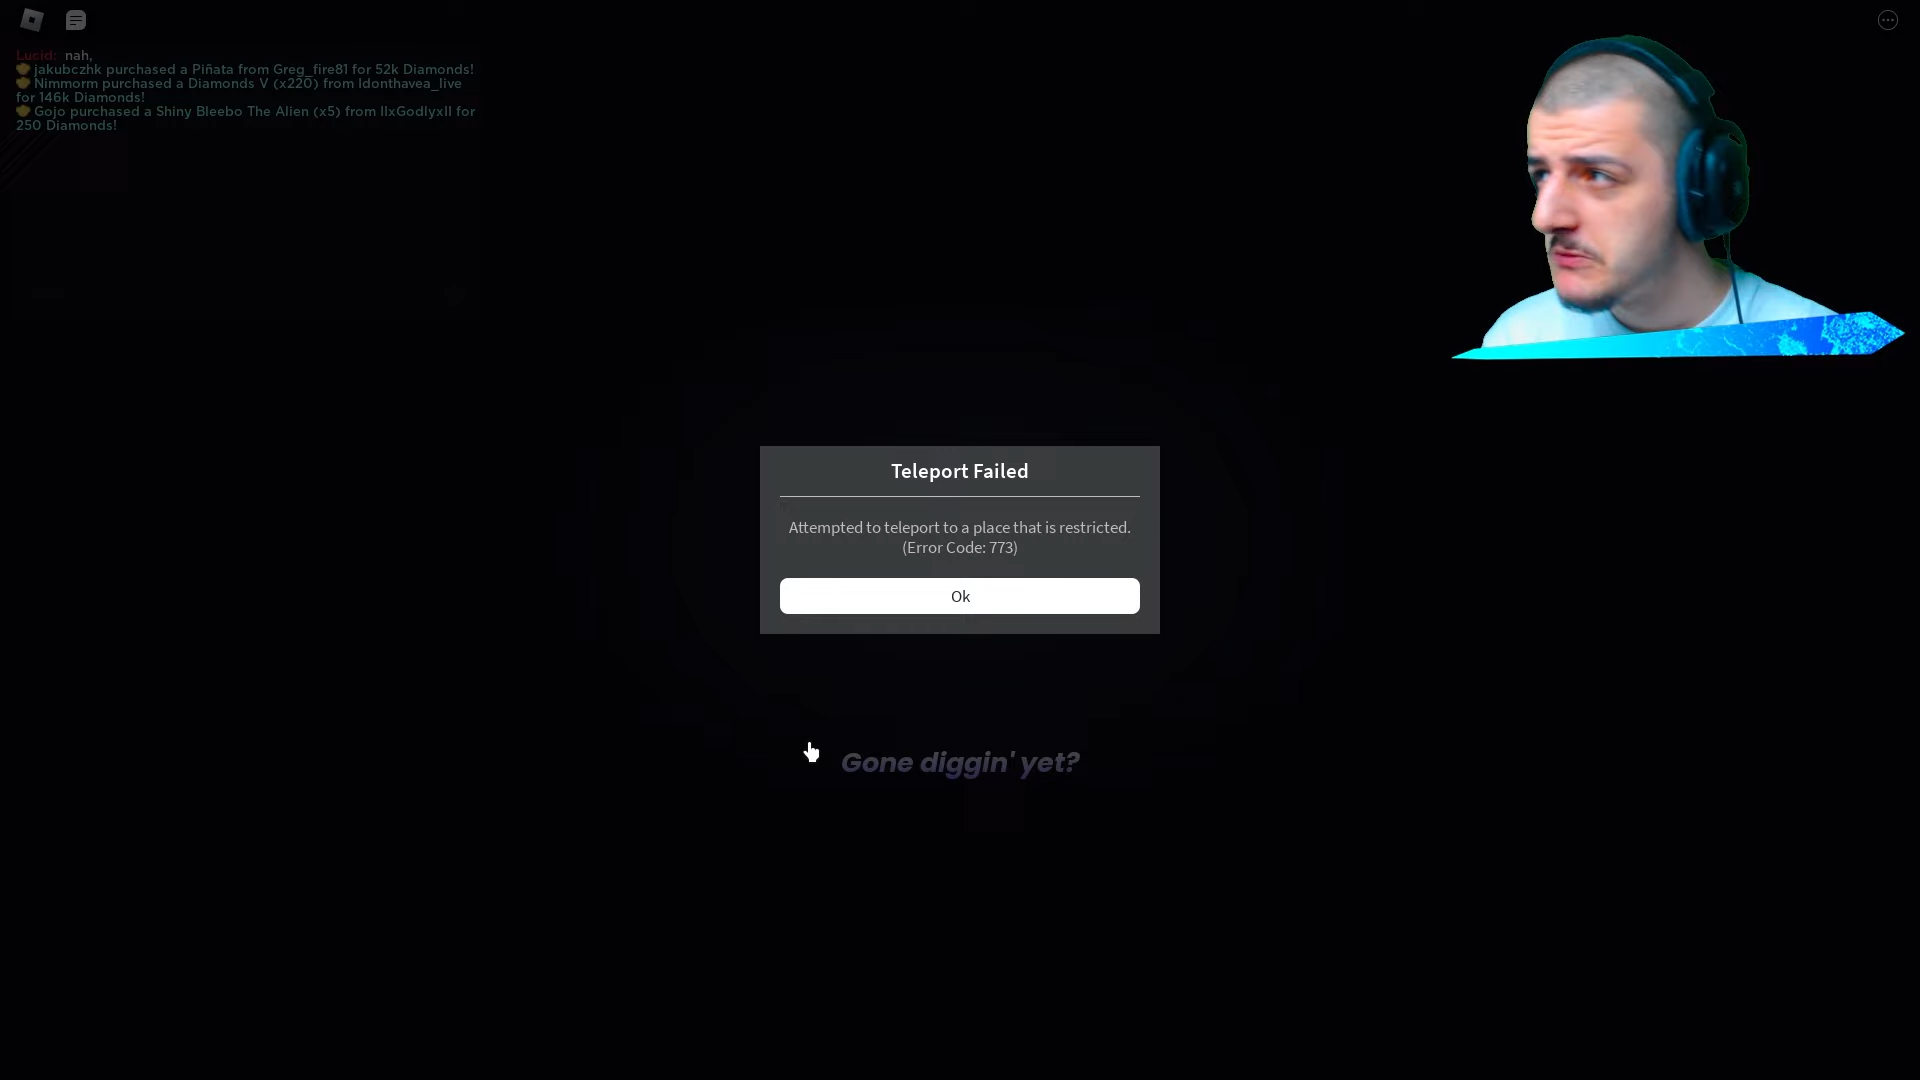 Lucid: nah,
jakubczhk purchased a Piñata from Greg_fire81 for 52k Diamonds!
Nimmorm purchased a Diamonds V (x220) from Idonthavea_live
for 146k Diamonds!
Gojo purchased a Shiny Bleebo The Alien (x5) from IIxGodlyxII for
250 Diamonds!
Teleport Failed
Attempted to teleport to a place that is restricted.
(Error Code: 773)
Ok
Gone diggin' yet?